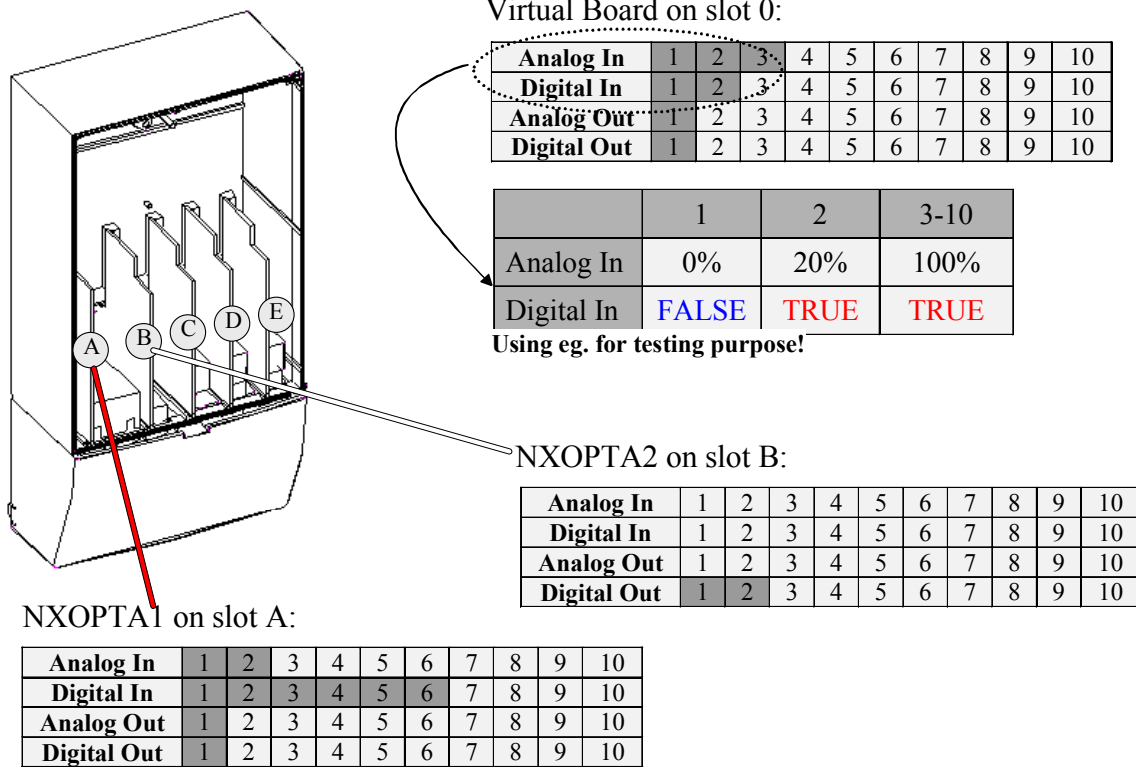 Virtual Board on slot 0:
Analog In 1 2 3 4 5 6 7 8 9 10
Digital In 1 2 3 4 5 6 7 8 9 10
Analog Out 1 2 3 4 5 6 7 8 9 10
Digital Out 1 2 3 4 5 6 7 8 9 10
1 2 3-10
Analog In 0% 20% 100%
Digital In FALSE TRUE TRUE
Using eg. for testing purpose!
A B C D E
NXOPTA2 on slot B:
Analog In 1 2 3 4 5 6 7 8 9 10
Digital In 1 2 3 4 5 6 7 8 9 10
Analog Out 1 2 3 4 5 6 7 8 9 10
Digital Out 1 2 3 4 5 6 7 8 9 10
NXOPTA1 on slot A:
Analog In 1 2 3 4 5 6 7 8 9 10
Digital In 1 2 3 4 5 6 7 8 9 10
Analog Out 1 2 3 4 5 6 7 8 9 10
Digital Out 1 2 3 4 5 6 7 8 9 10